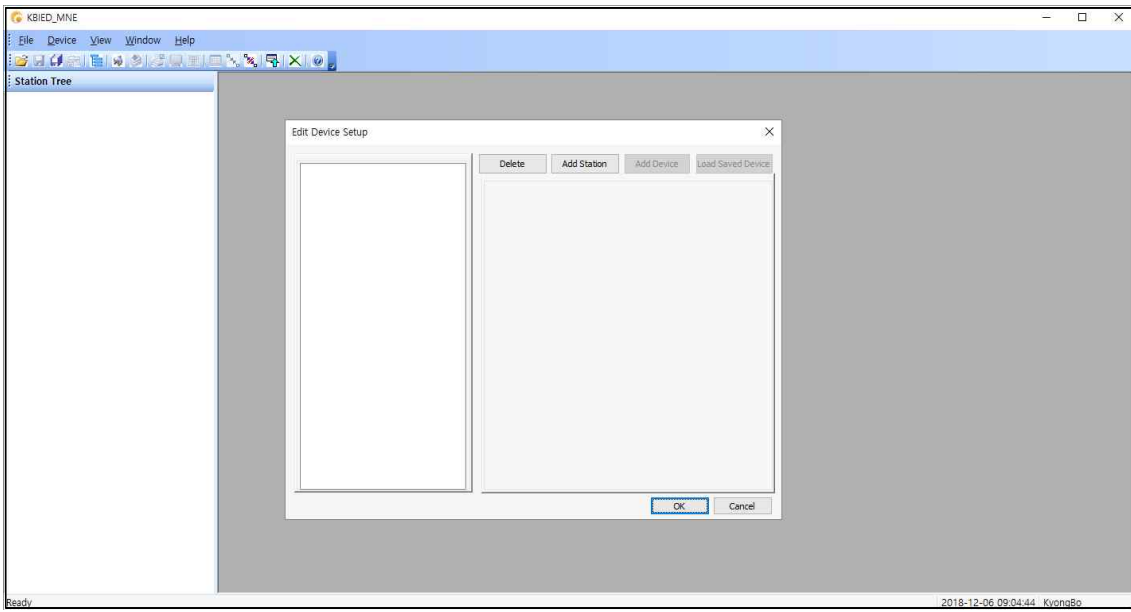 KBIED_MNE
File Device View Window Help
Station Tree
Edit Device Setup
Delete Add Station Add Device Load Saved Device
OK Cancel
Ready 2018-12-06 09:04:44 KyongBo